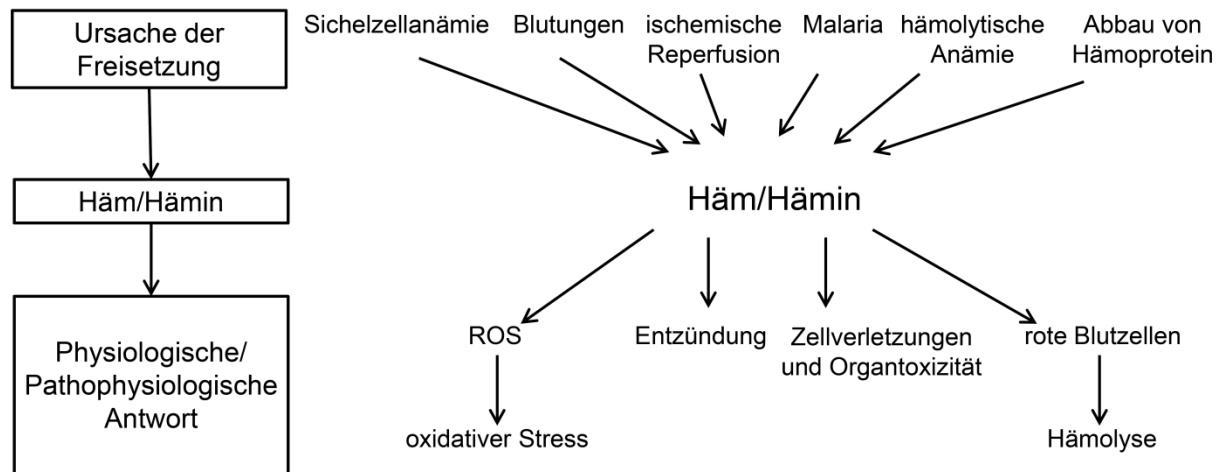 Ursache der
Freisetzung
Häm/Hämin
Physiologische/
Pathophysiologische
Antwort
Sichelzellanämie
Blutungen
ischemische
Reperfusion
Malaria
hämolytische
Anämie
Abbau von
Hämoprotein
Häm/Hämin
ROS
Entzündung
Zellverletzungen
und Organtoxizität
rote Blutzellen
oxidativer Stress
Hämolyse